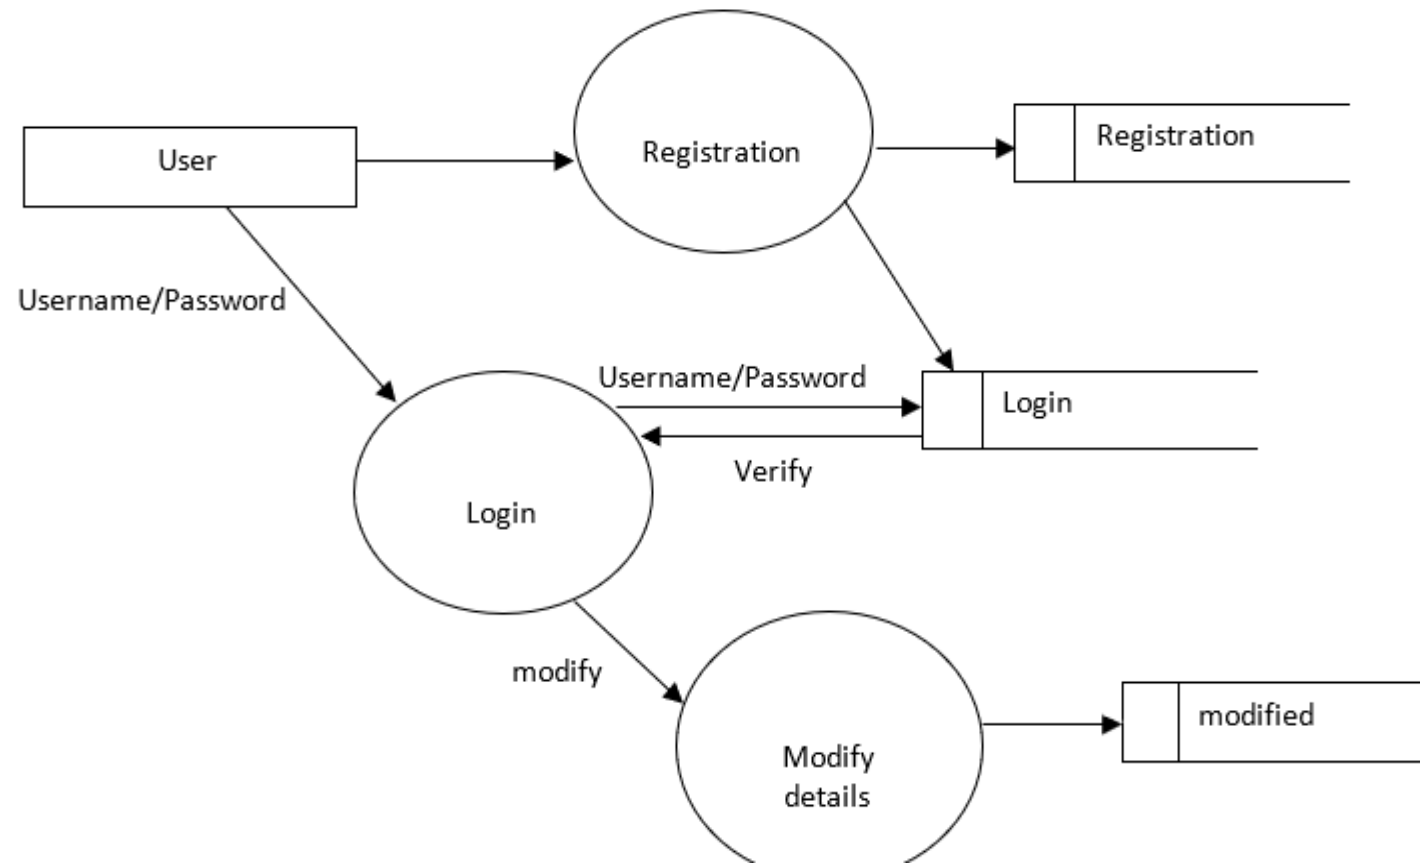 User
Registration
Registration
Username/Password
Username/Password
Login
Verify
Login
modify
modified
Modify
details